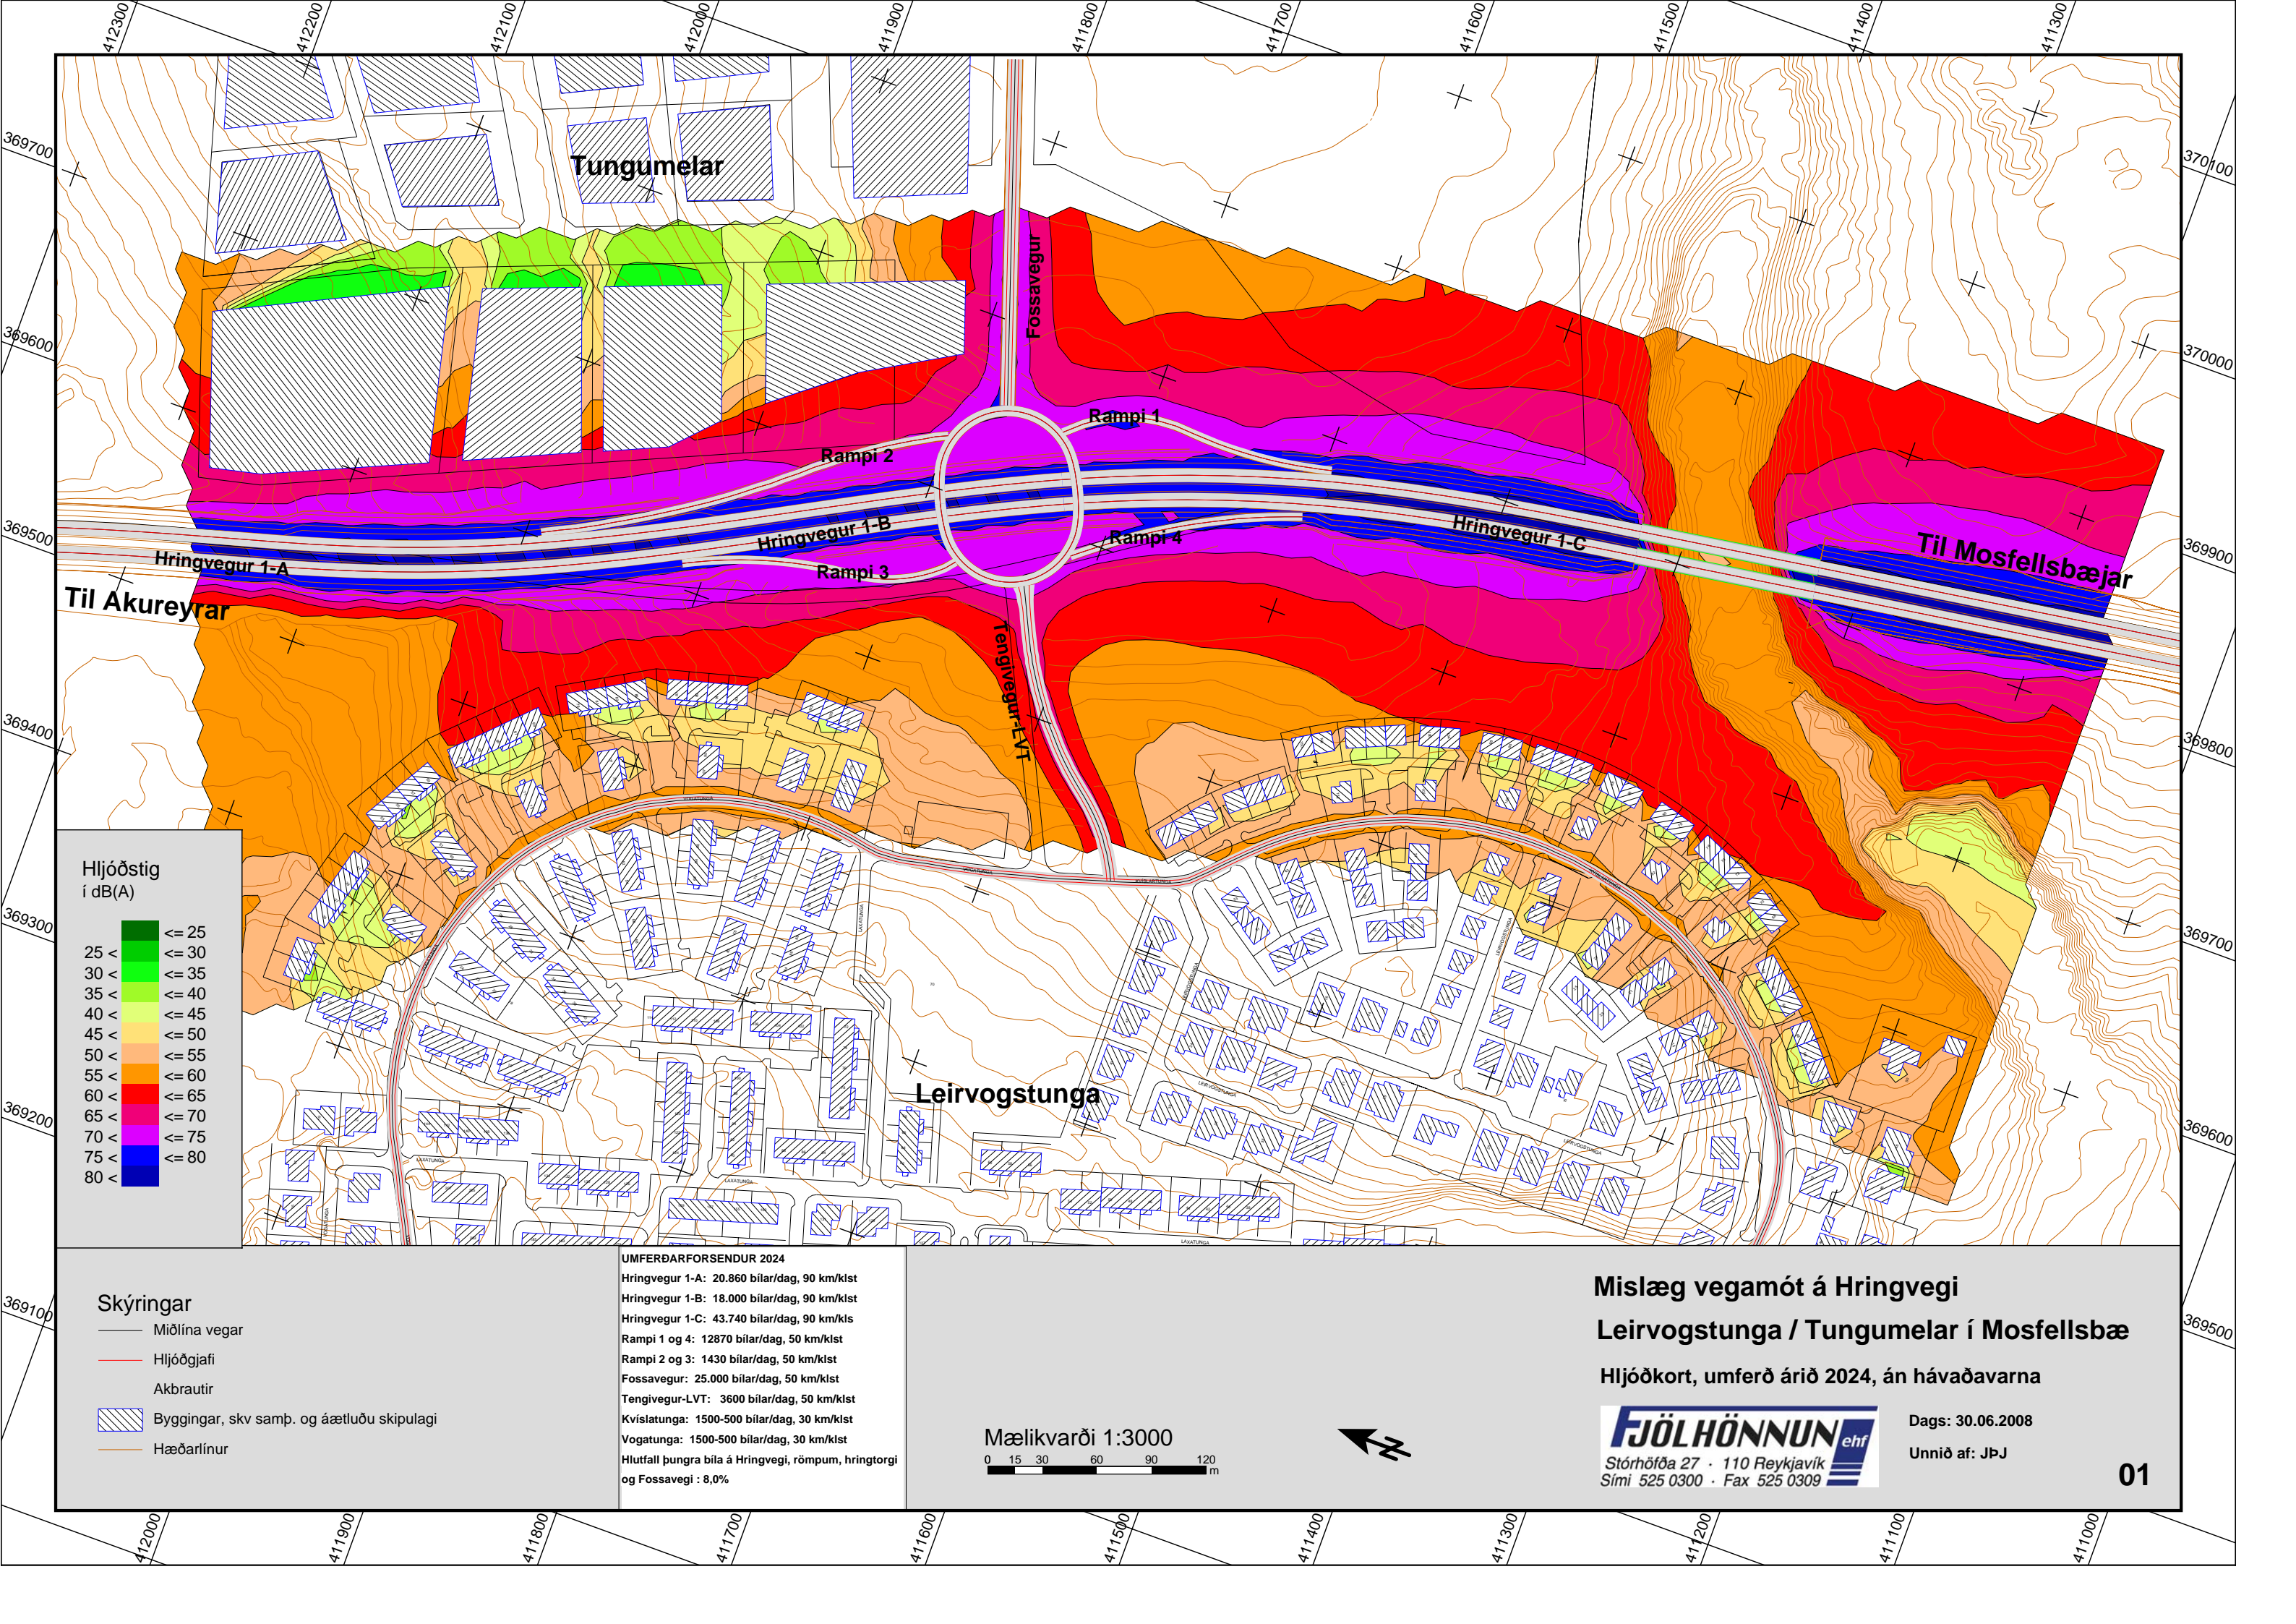 412300
412200
412100
412000
411900
411800
411700
411600
411500
411400
411300
369700
369600
369500
369400
369300
369200
369100
370100
370000
369900
369800
369700
369600
369500
Tungumelar
Fossavegur
Rampi 1
Rampi 2
Hringvegur 1-B
Hringvegur 1-C
Rampi 4
Rampi 3
Hringvegur 1-A
Til Mosfellsbæjar
Til Akureyrar
Tengivegur-LVT
VOGATUNGA
VOGATUNGA
KVÍSLARTUNGA
LAXATUNGA
LEIRVOGSTUNGA
LEIRVOGSTUNGA
Leirvogstunga
LEIRVOGSTUNGA
LEIRVOGSTUNGA
LAXATUNGA
LAXATUNGA
LAXATUNGA
Hljóðstig
í dB(A)
<= 25
25 < <= 30
30 < <= 35
35 < <= 40
40 < <= 45
45 < <= 50
50 < <= 55
55 < <= 60
60 < <= 65
65 < <= 70
70 < <= 75
75 < <= 80
80 <
Skýringar
Miðlína vegar
Hljóðgjafi
Akbrautir
Byggingar, skv samþ. og áætluðu skipulagi
Hæðarlínur
UMFERÐARFORSENDUR 2024
Hringvegur 1-A: 20.860 bílar/dag, 90 km/klst
Hringvegur 1-B: 18.000 bílar/dag, 90 km/klst
Hringvegur 1-C: 43.740 bílar/dag, 90 km/kls
Rampi 1 og 4: 12870 bílar/dag, 50 km/klst
Rampi 2 og 3: 1430 bílar/dag, 50 km/klst
Fossavegur: 25.000 bílar/dag, 50 km/klst
Tengivegur-LVT: 3600 bílar/dag, 50 km/klst
Kvíslatunga: 1500-500 bílar/dag, 30 km/klst
Vogatunga: 1500-500 bílar/dag, 30 km/klst
Hlutfall þungra bíla á Hringvegi, römpum, hringtorgi
og Fossavegi : 8,0%
Mælikvarði 1:3000
0 15 30 60 90 120
m
N
Mislæg vegamót á Hringvegi
Leirvogstunga / Tungumelar í Mosfellsbæ
Hljóðkort, umferð árið 2024, án hávaðavarna
FJÖLHÖNNUN ehf
Stórhöfða 27 · 110 Reykjavík
Sími 525 0300 · Fax 525 0309
Dags: 30.06.2008
Unnið af: JÞJ
01
412000
411900
411800
411700
411600
411500
411400
411300
411200
411100
411000